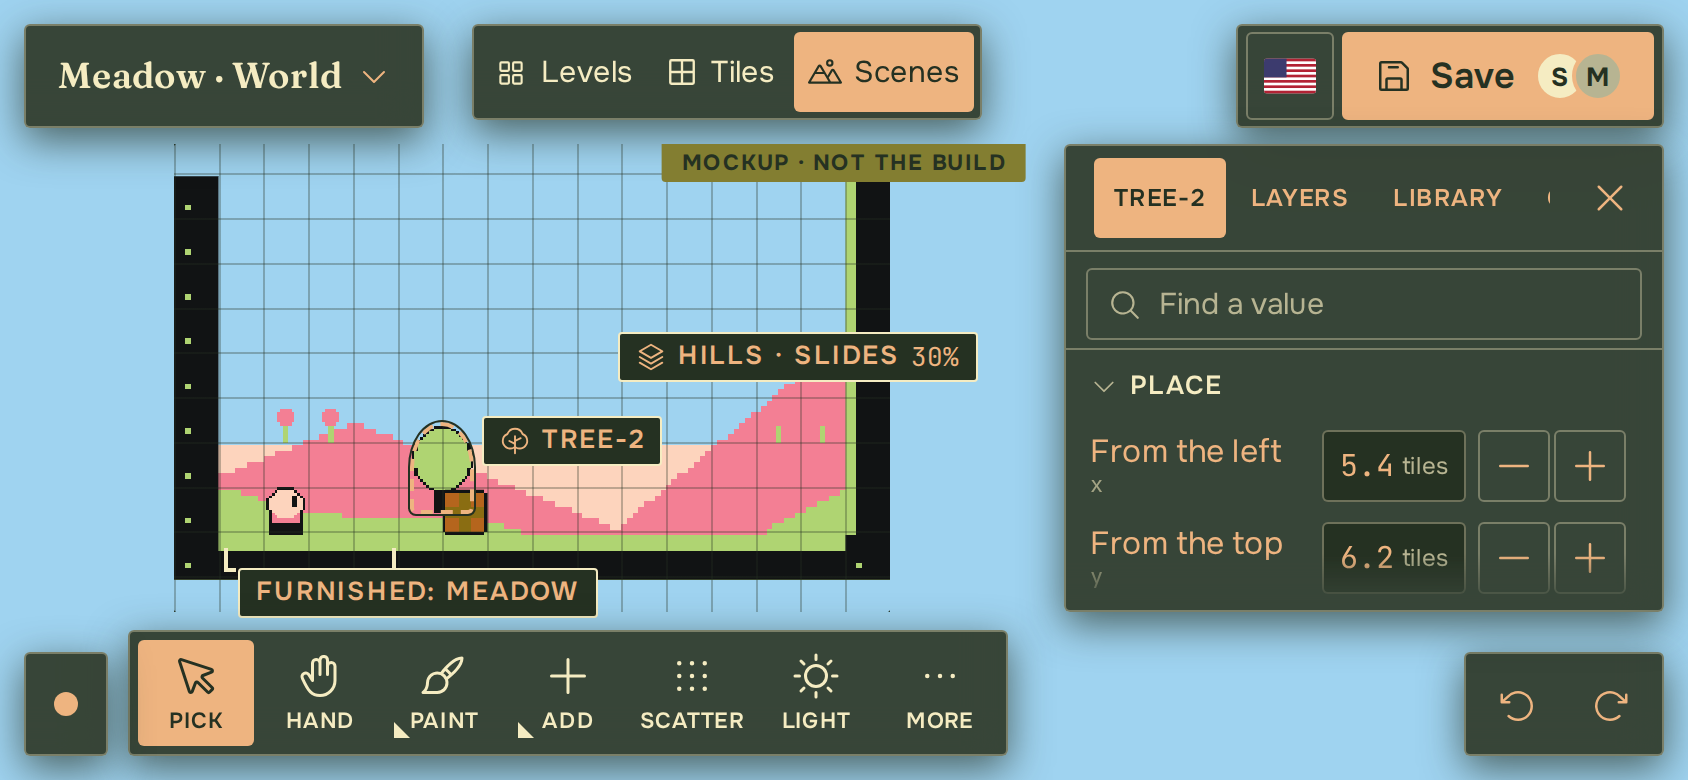 Meadow · World
Levels
Tiles
Scenes
Save
S
M
MOCKUP · NOT THE BUILD
TREE-2
LAYERS
LIBRARY
Find a value
HILLS · SLIDES 30%
PLACE
TREE-2
From the left
x
5.4 tiles
From the top
y
6.2 tiles
FURNISHED: MEADOW
PICK
HAND
PAINT
ADD
SCATTER
LIGHT
MORE